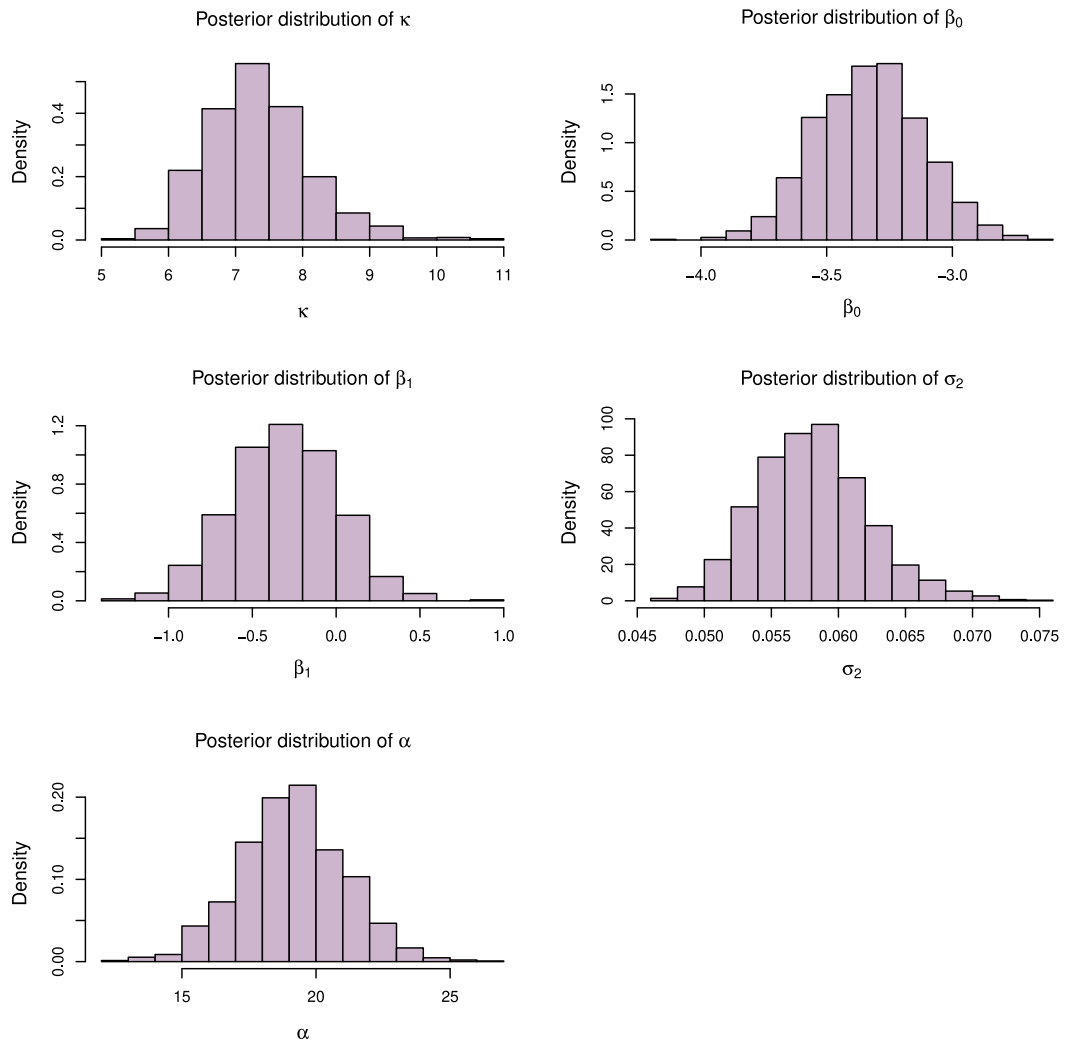 Posterior distribution of κ
Density
0.0 0.2 0.4
5 6 7 8 9 10 11
κ
Posterior distribution of β₀
Density
0.0 0.5 1.0 1.5
−4.0 −3.5 −3.0
β₀
Posterior distribution of β₁
Density
0.0 0.4 0.8 1.2
−1.0 −0.5 0.0 0.5 1.0
β₁
Posterior distribution of σ₂
Density
0 20 40 60 80 100
0.045 0.050 0.055 0.060 0.065 0.070 0.075
σ₂
Posterior distribution of α
Density
0.00 0.10 0.20
15 20 25
α